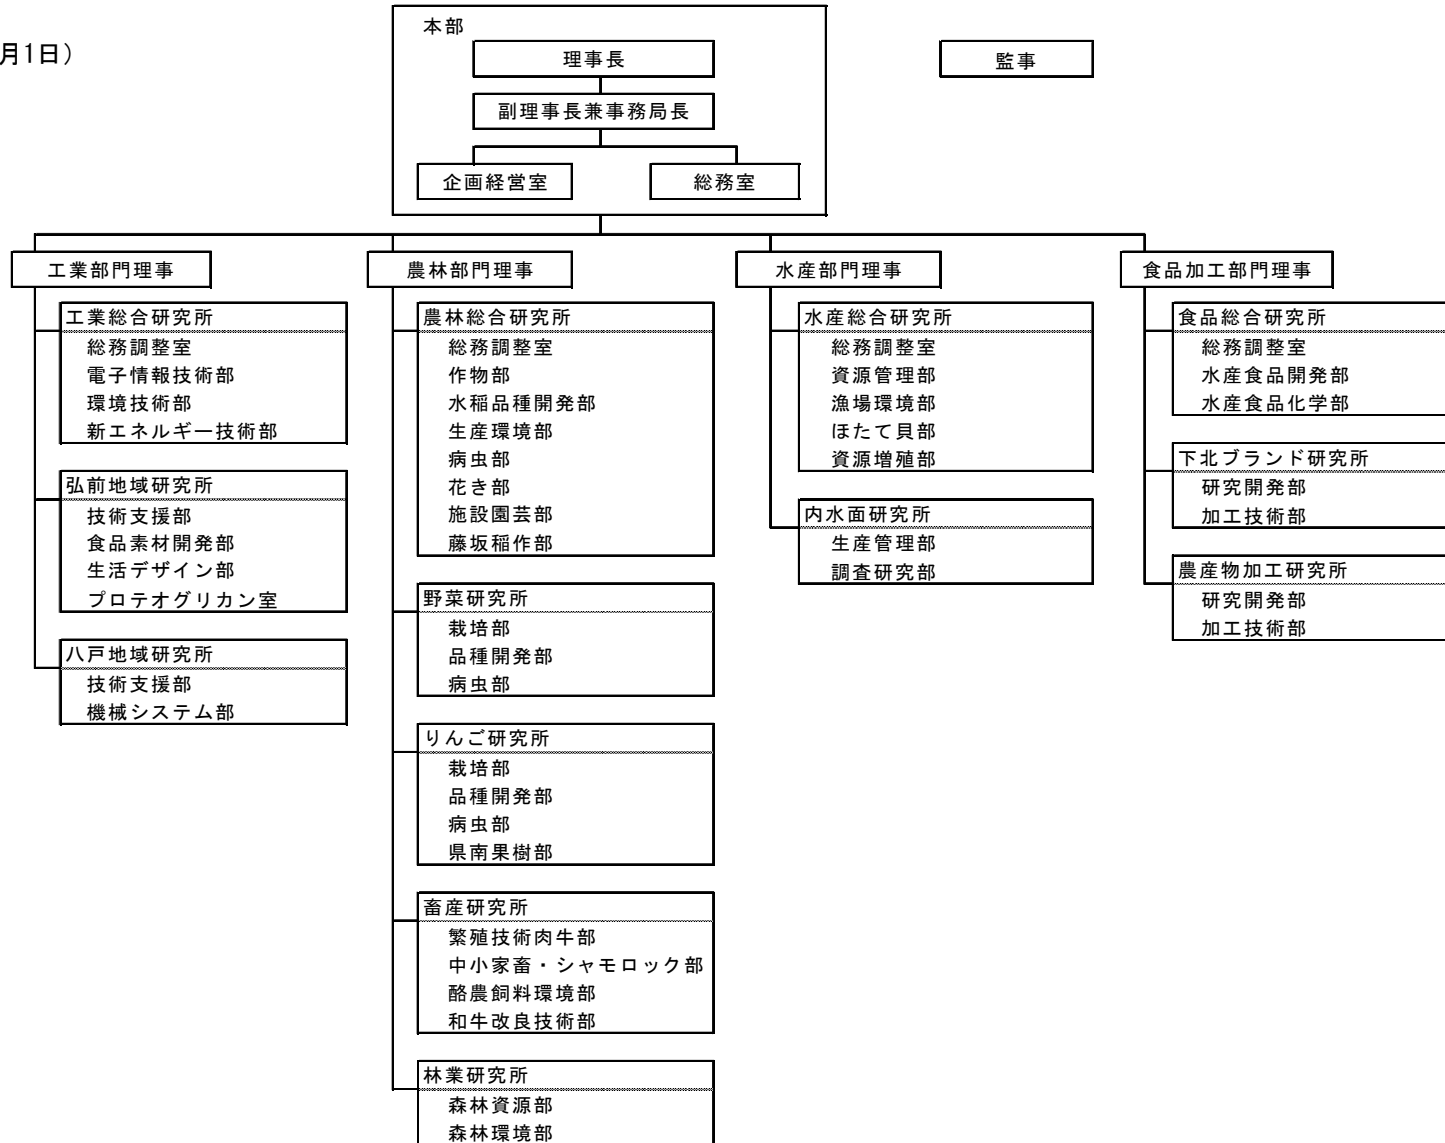 月1日）
本部
理事長
監事
副理事長兼事務局長
企画経営室
総務室
工業部門理事
農林部門理事
水産部門理事
食品加工部門理事
工業総合研究所
総務調整室
電子情報技術部
環境技術部
新エネルギー技術部
弘前地域研究所
技術支援部
食品素材開発部
生活デザイン部
プロテオグリカン室
八戸地域研究所
技術支援部
機械システム部
農林総合研究所
総務調整室
作物部
水稲品種開発部
生産環境部
病虫部
花き部
施設園芸部
藤坂稲作部
野菜研究所
栽培部
品種開発部
病虫部
りんご研究所
栽培部
品種開発部
病虫部
県南果樹部
畜産研究所
繁殖技術肉牛部
中小家畜・シャモロック部
酪農飼料環境部
和牛改良技術部
林業研究所
森林資源部
森林環境部
水産総合研究所
総務調整室
資源管理部
漁場環境部
ほたて貝部
資源増殖部
内水面研究所
生産管理部
調査研究部
食品総合研究所
総務調整室
水産食品開発部
水産食品化学部
下北ブランド研究所
研究開発部
加工技術部
農産物加工研究所
研究開発部
加工技術部